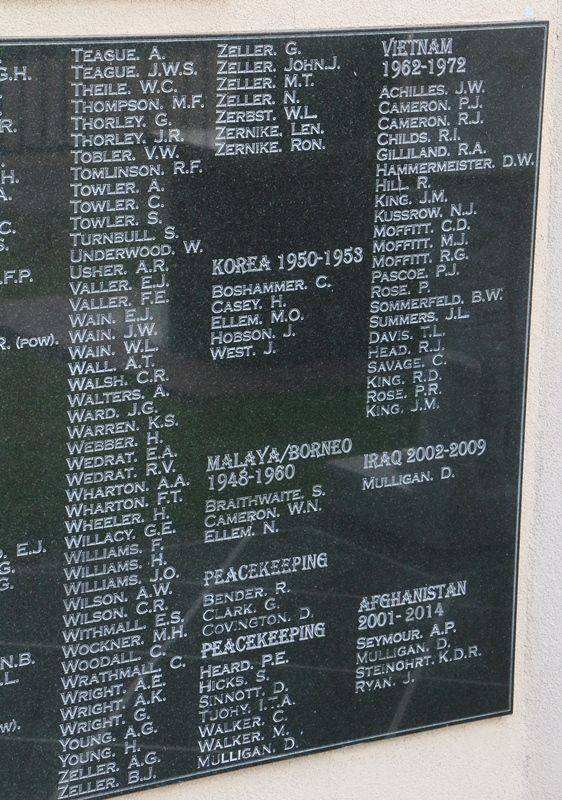 G.H.
R.
H.
A.
C.
S.
F.P.
R. (POW).
E.J.
G.
G.
N.B.
L.
W).
TEAGUE. A.
TEAGUE. J.W.S.
THEILE. W.C.
THOMPSON. M.F.
THORLEY. G.
THORLEY. J.R.
TOBLER. V.W.
TOMLINSON. R.F.
TOWLER. A.
TOWLER. C.
TOWLER. S.
TURNBULL. S.
UNDERWOOD. W.
USHER. A.R.
VALLER. E.J.
VALLER. F.E.
WAIN. E.J.
WAIN. J.W.
WAIN. W.L.
WALL. A.T.
WALSH. C.R.
WALTERS. A.
WARD. J.G.
WARREN. K.S.
WEBBER. H.
WEDRAT. E.A.
WEDRAT. R.V.
WHARTON. A.A.
WHARTON. F.T.
WHEELER. H.
WILLACY. G.E.
WILLIAMS. F.
WILLIAMS. H.
WILLIAMS. J.O.
WILSON. A.W.
WILSON. C.R.
WITHMALL. E.S.
WOCKNER. M.H.
WOODALL. C.
WRATHMALL. C.
WRIGHT. A.E.
WRIGHT. A.K.
WRIGHT. G.
YOUNG. A.G.
YOUNG. H.
ZELLER. A.G.
ZELLER. B.J.
ZELLER. G.
ZELLER. JOHN.J.
ZELLER. M.T.
ZELLER. N.
ZERBST. W.L.
ZERNIKE. LEN.
ZERNIKE. RON.
KOREA 1950-1953
BOSHAMMER. C.
CASEY. H.
ELLEM. M.O.
HOBSON. J.
WEST. J.
MALAYA/BORNEO
1948-1960
BRAITHWAITE. S.
CAMERON. W.N.
ELLEM. N.
PEACEKEEPING
BENDER. R.
CLARK. G.
COVINGTON. D.
PEACEKEEPING
HEARD. P.E.
HICKS. S.
SINNOTT. D.
TUOHY. I.T.A.
WALKER. C.
WALKER. M.
MULLIGAN. D.
VIETNAM
1962-1972
ACHILLES. J.W.
CAMERON. P.J.
CAMERON. R.J.
CHILDS. R.I.
GILLILAND. R.A.
HAMMERMEISTER. D.W.
HILL. R.
KING. J.M.
KUSSROW. N.J.
MOFFITT. C.D.
MOFFITT. M.J.
MOFFITT. R.G.
PASCOE. P.J.
ROSE. P.
SOMMERFELD. B.W.
SUMMERS. J.L.
DAVIS. T.L.
HEAD. R.J.
SAVAGE. C.
KING. R.D.
ROSE. P.R.
KING. J.M.
IRAQ 2002-2009
MULLIGAN. D.
AFGHANISTAN
2001-2014
SEYMOUR. A.P.
MULLIGAN. D.
STEINOHRT. K.D.R.
RYAN. J.